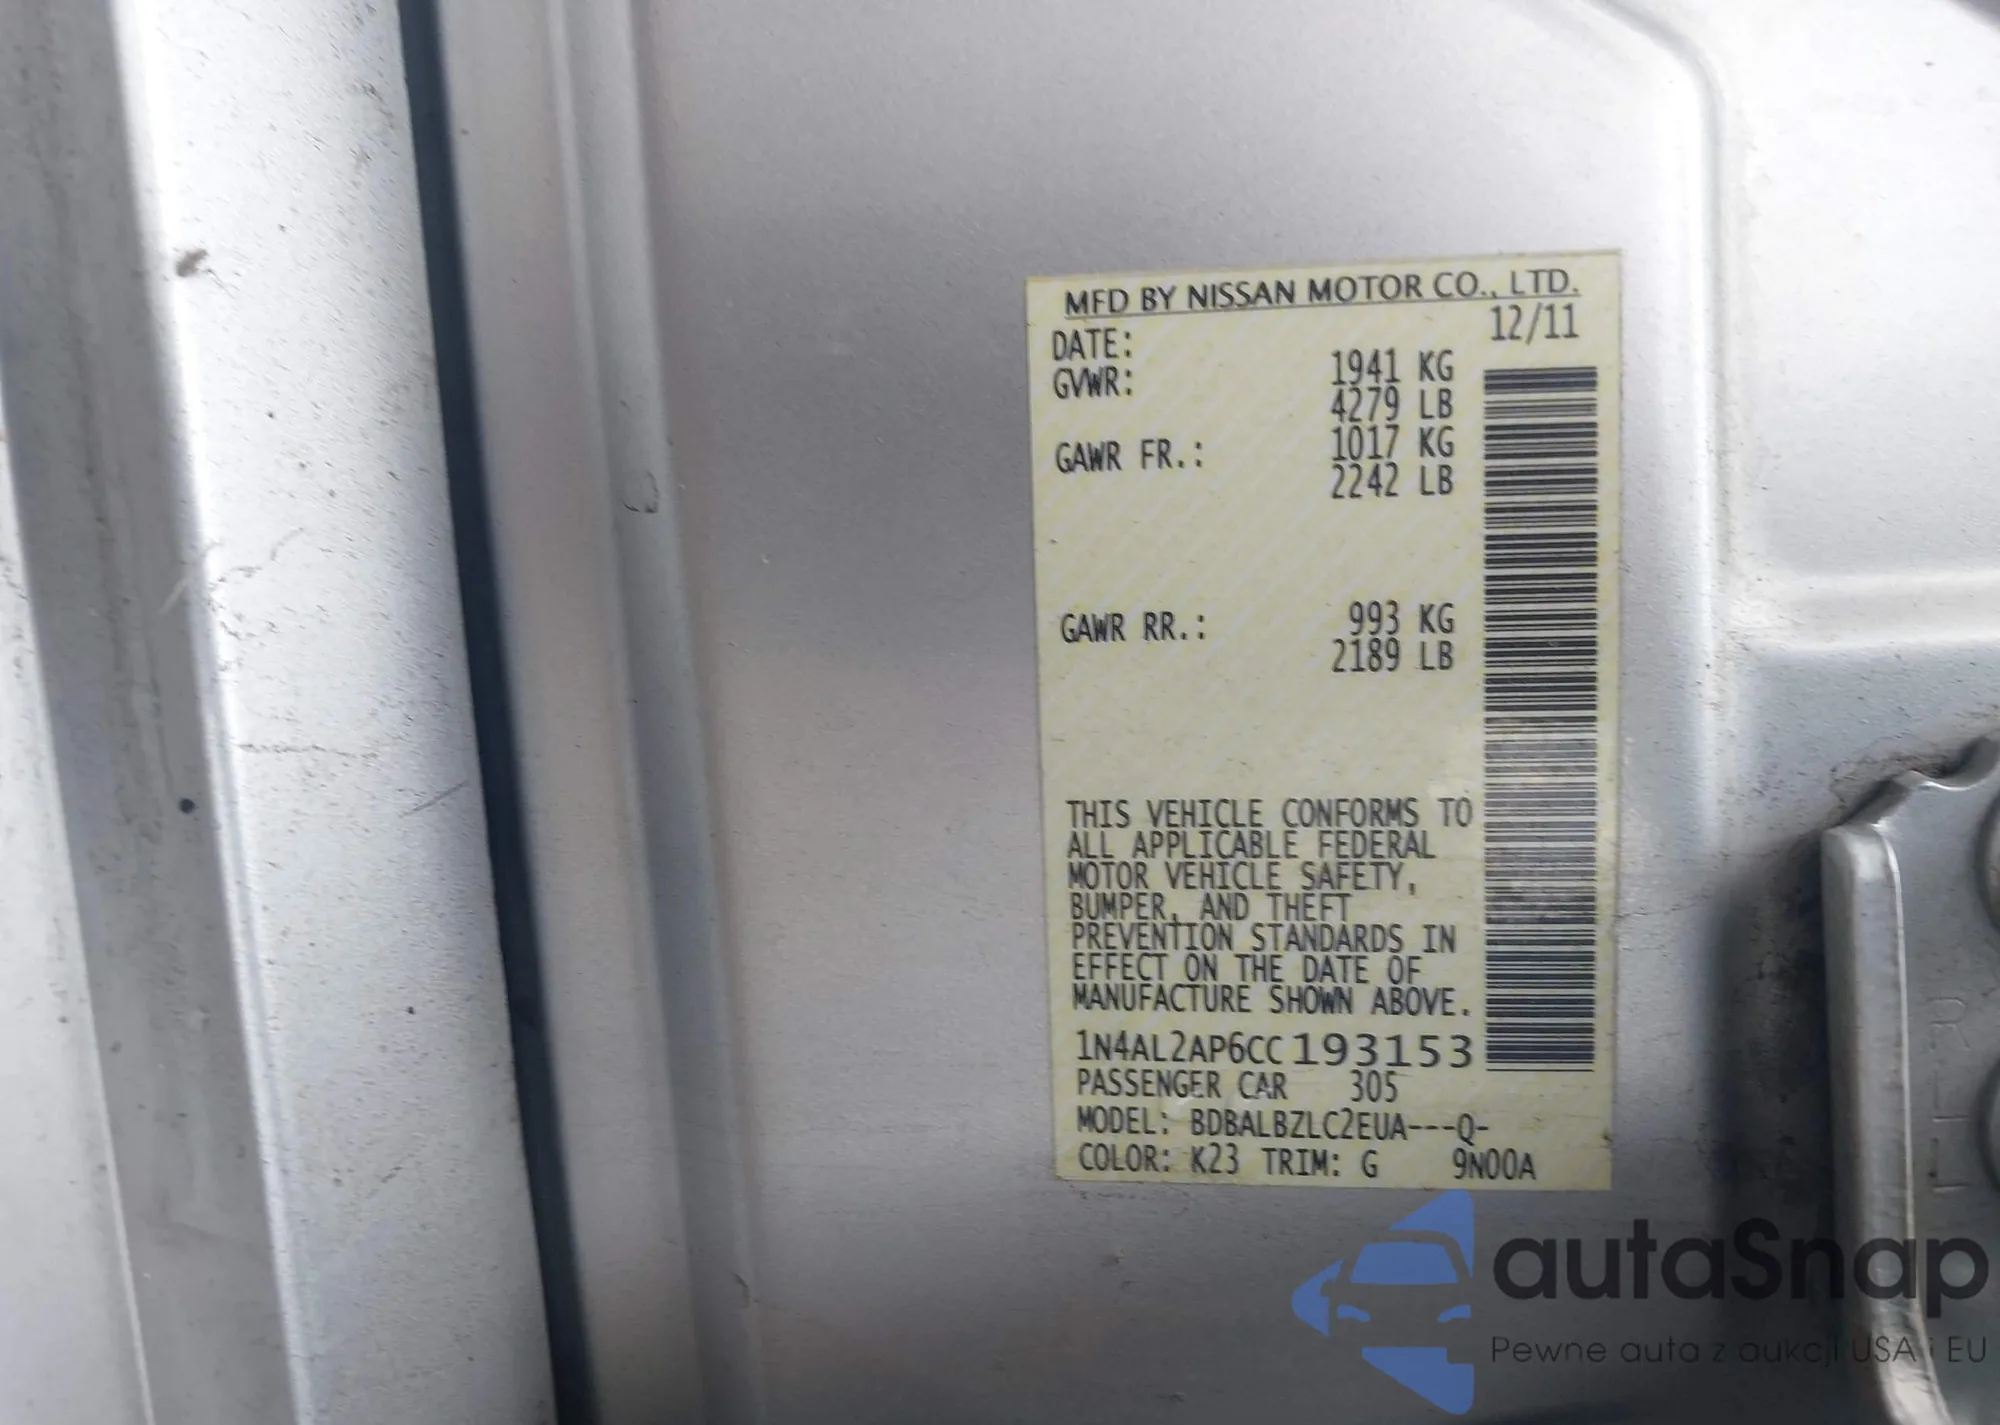 MFD BY NISSAN MOTOR CO., LTD.
DATE: 12/11
GVWR: 1941 KG
4279 LB
GAWR FR.: 1017 KG
2242 LB
GAWR RR.: 993 KG
2189 LB
THIS VEHICLE CONFORMS TO
ALL APPLICABLE FEDERAL
MOTOR VEHICLE SAFETY,
BUMPER, AND THEFT
PREVENTION STANDARDS IN
EFFECT ON THE DATE OF
MANUFACTURE SHOWN ABOVE.
1N4AL2AP6CC193153
PASSENGER CAR 305
MODEL: BDBALBZLC2EUA---Q-
COLOR: K23 TRIM: G 9N00A
autaSnap
Pewne auta z aukcji USA i EU